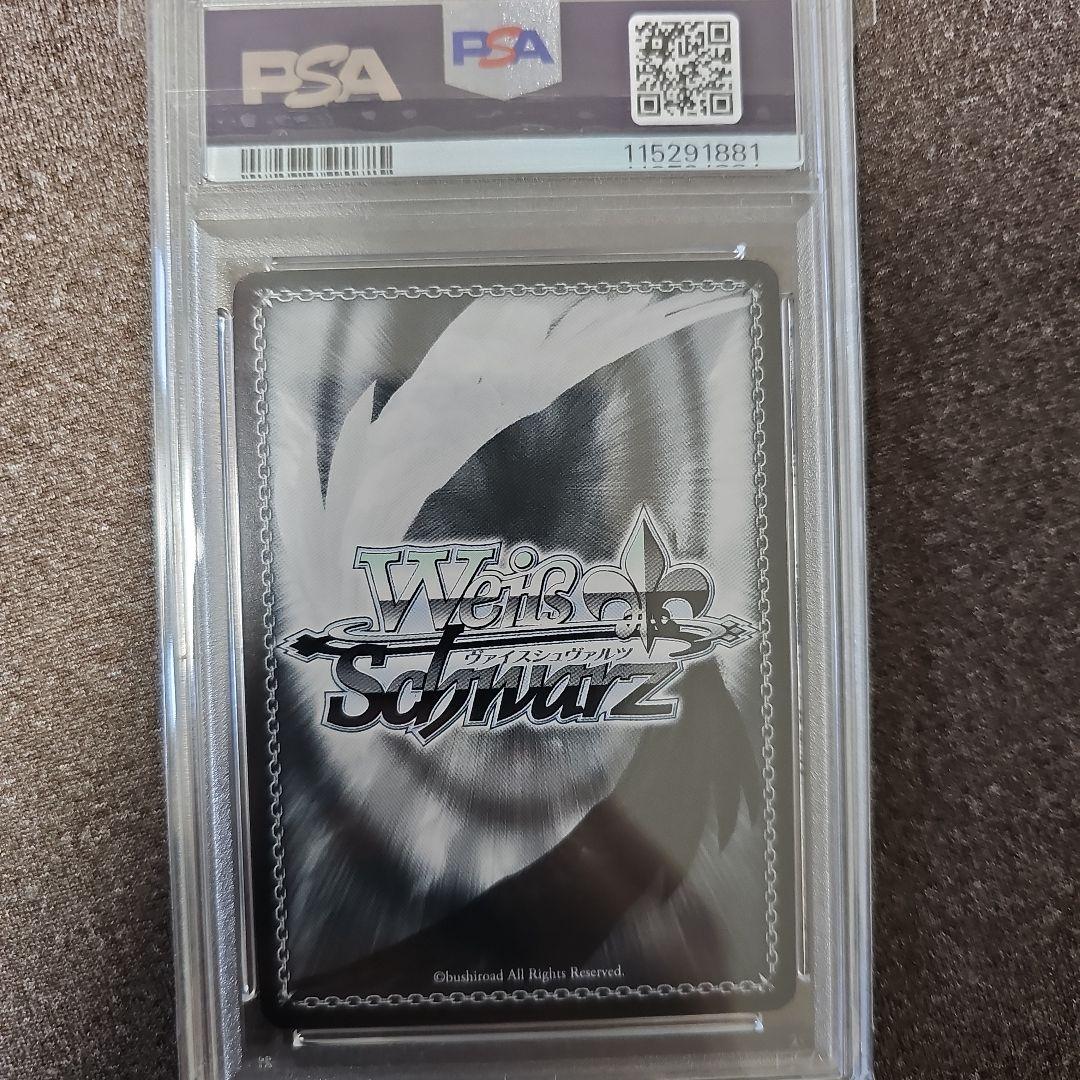 PSA
PSA
115291881
Weiß
ヴァイスシュヴァルツ
Schwarz
©bushiroad All Rights Reserved.